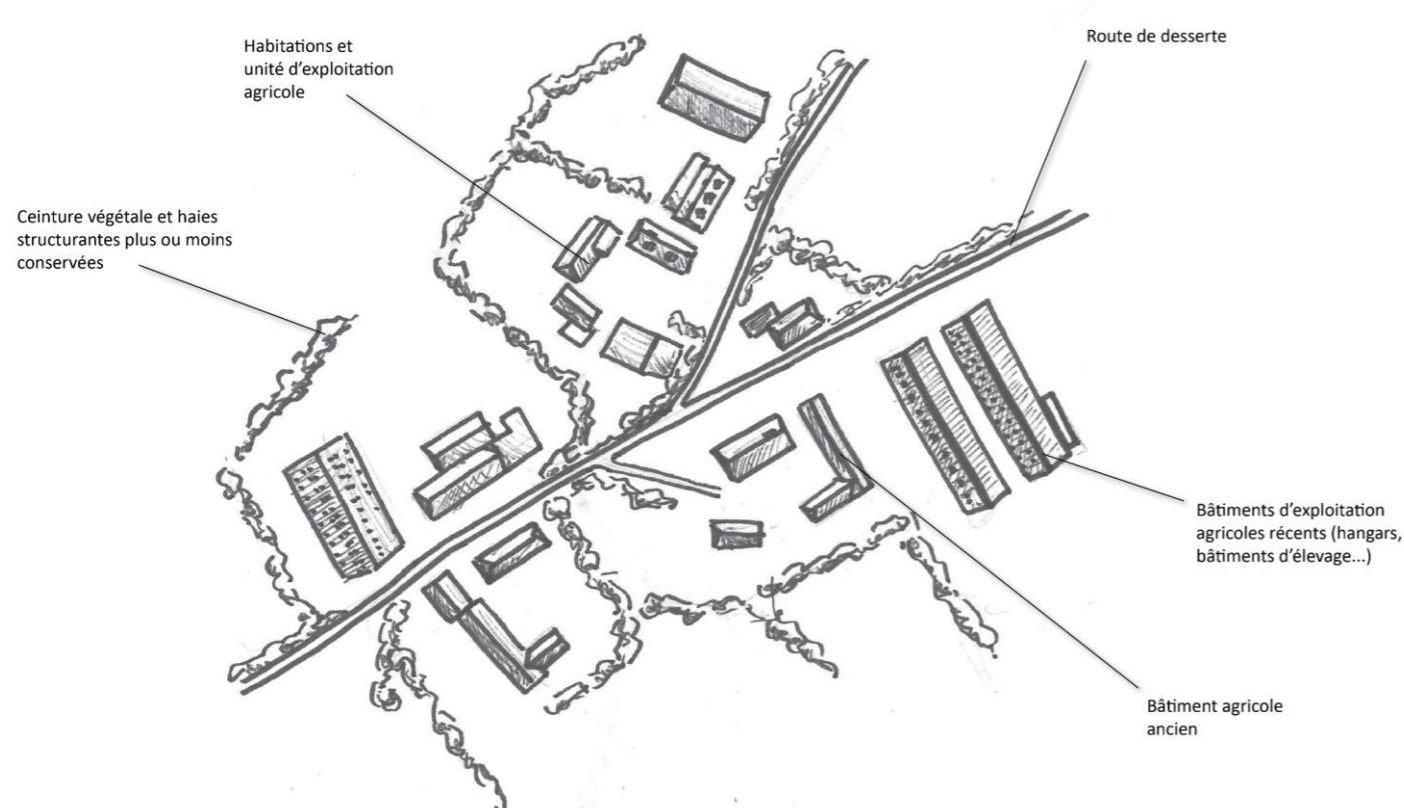 Habitations et
unité d’exploitation
agricole
Route de desserte
Ceinture végétale et haies
structurantes plus ou moins
conservées
Bâtiments d’exploitation
agricoles récents (hangars,
bâtiments d’élevage...)
Bâtiment agricole
ancien